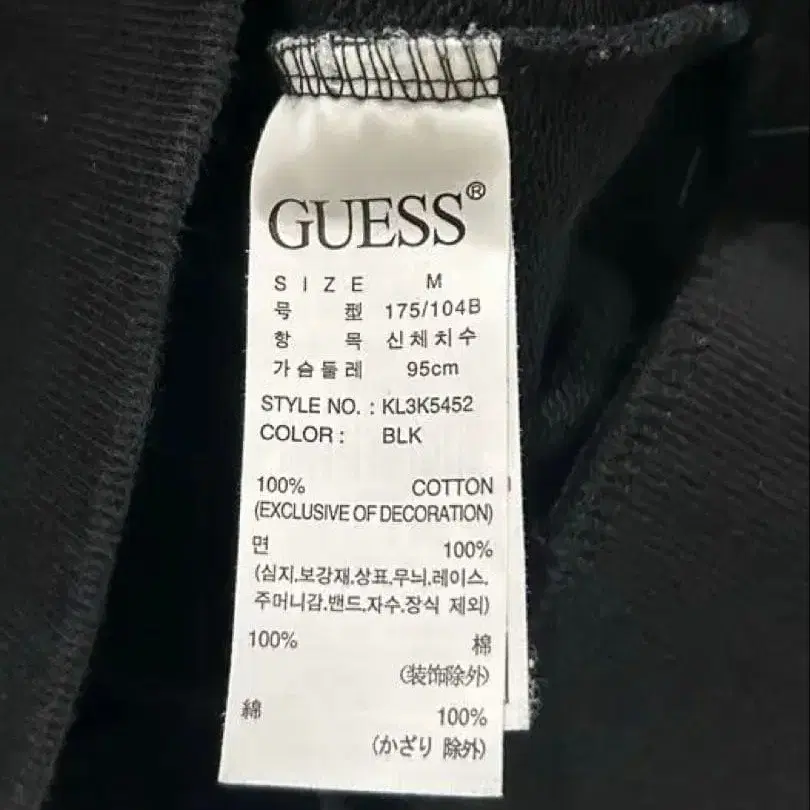 GUESS®
SIZE M
号型 175/104B
항목 신체치수
가슴둘레 95cm
STYLE NO. : KL3K5452
COLOR : BLK
100% COTTON
(EXCLUSIVE OF DECORATION)
면 100%
(심지.보강재.상표.무늬.레이스.
주머니감.밴드.자수.장식 제외)
100% 棉
(装饰除外)
綿 100%
(かざり 除外)